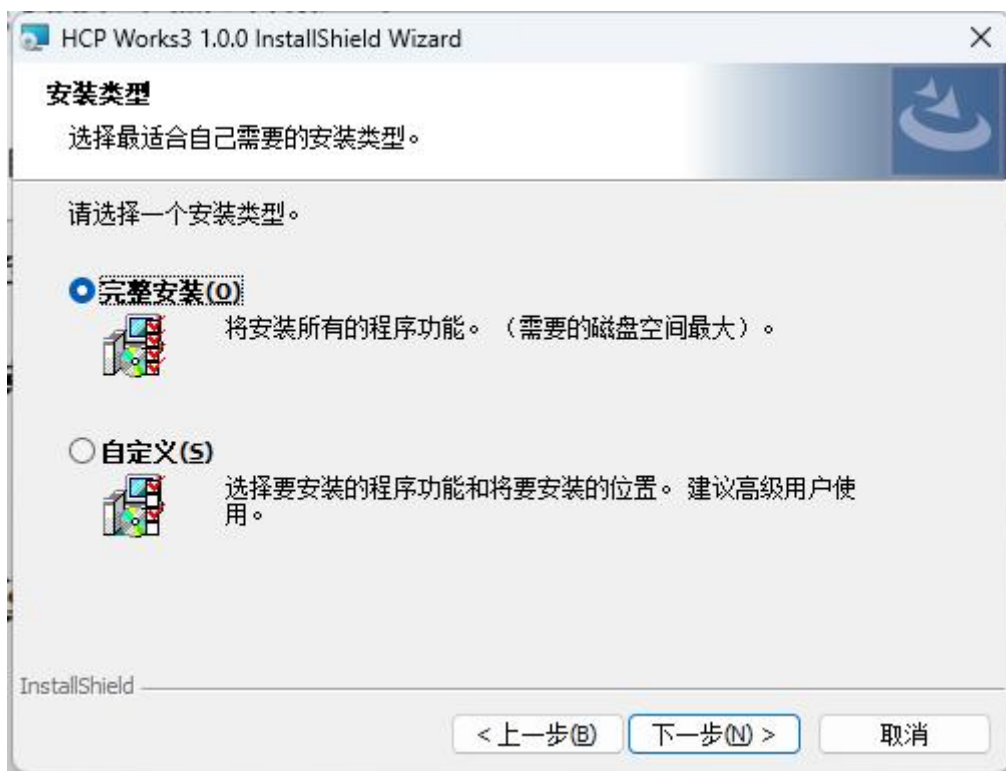 HCP Works3 1.0.0 InstallShield Wizard
安装类型
选择最适合自己需要的安装类型。
请选择一个安装类型。
完整安装(O)
将安装所有的程序功能。（需要的磁盘空间最大）。
自定义(S)
选择要安装的程序功能和将要安装的位置。 建议高级用户使
用。
InstallShield
< 上一步(B)
下一步(N) >
取消